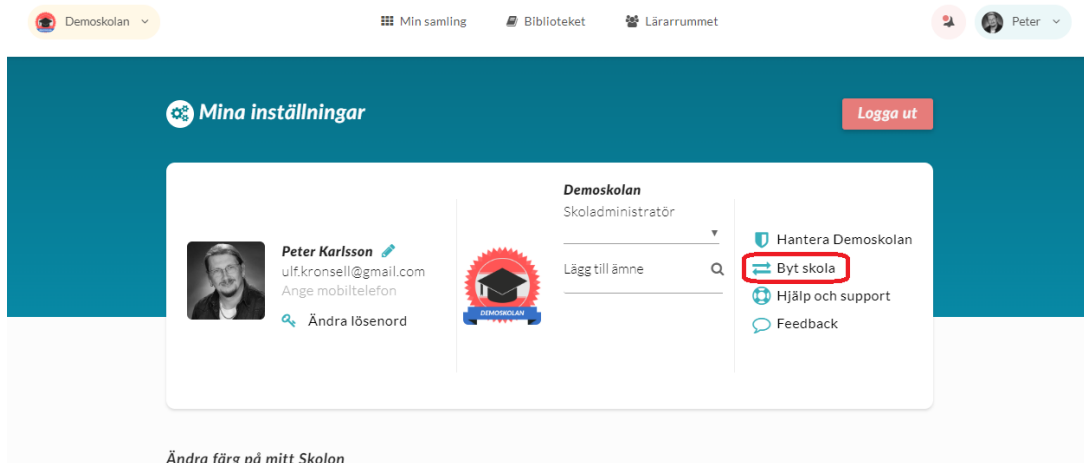 Demoskolan
Min samling
Biblioteket
Lärarrummet
Peter
Mina inställningar
Logga ut
Peter Karlsson
ulf.kronsell@gmail.com
Ange mobiltelefon
Ändra lösenord
DEMOSKOLAN
Demoskolan
Skoladministratör
Lägg till ämne
Hantera Demoskolan
Byt skola
Hjälp och support
Feedback
Ändra färg på mitt Skolon